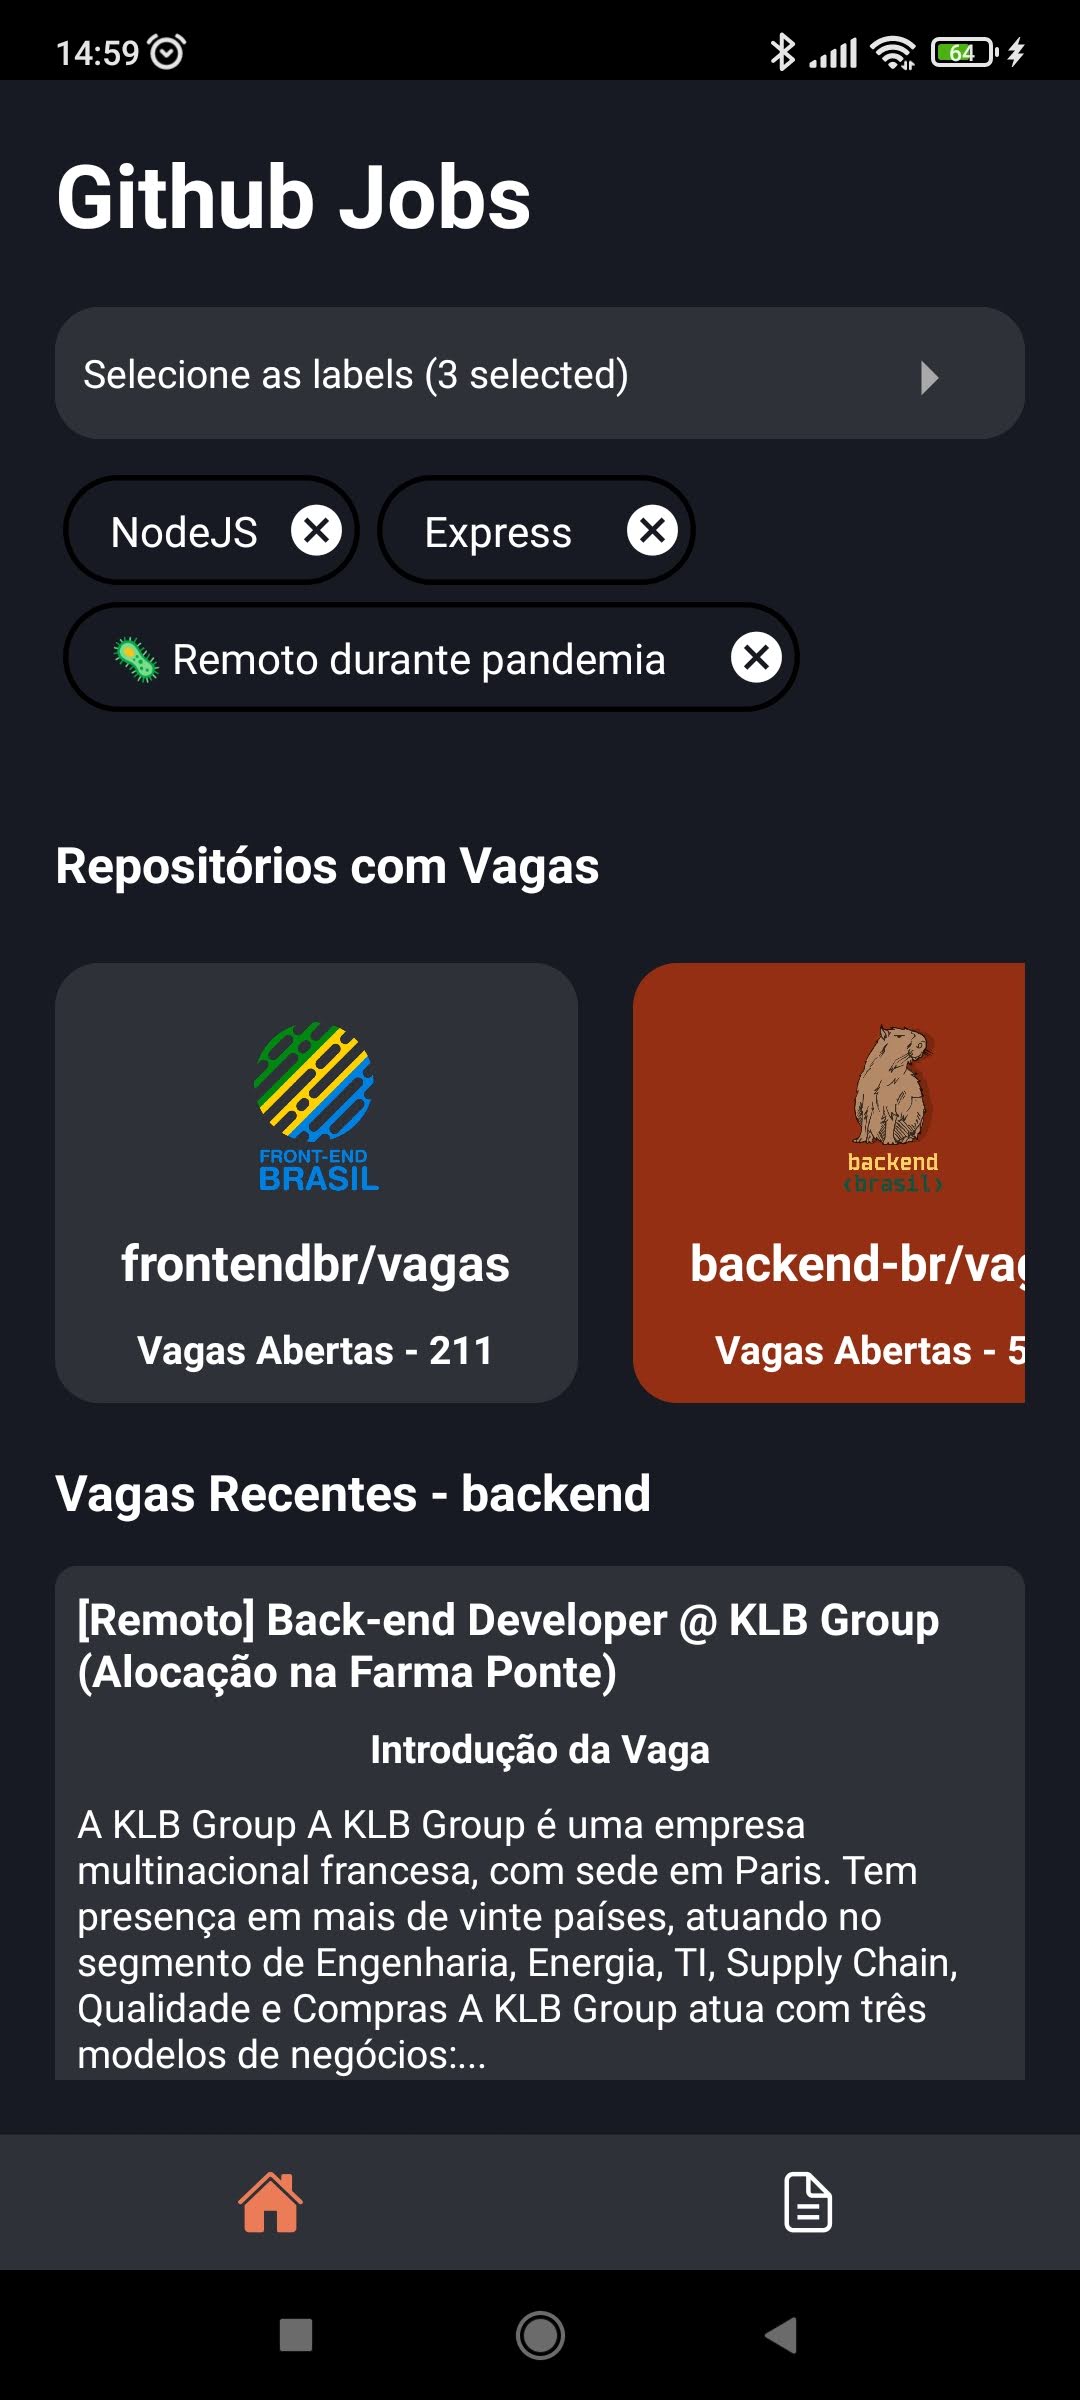 14:59
64
Github Jobs
Selecione as labels (3 selected)
NodeJS
Express
Remoto durante pandemia
Repositórios com Vagas
FRONT-END
BRASIL
frontendbr/vagas
Vagas Abertas - 211
backend
(brasil)
backend-br/vag
Vagas Abertas - 5
Vagas Recentes - backend
[Remoto] Back-end Developer @ KLB Group
(Alocação na Farma Ponte)
Introdução da Vaga
A KLB Group A KLB Group é uma empresa
multinacional francesa, com sede em Paris. Tem
presença em mais de vinte países, atuando no
segmento de Engenharia, Energia, TI, Supply Chain,
Qualidade e Compras A KLB Group atua com três
modelos de negócios:...